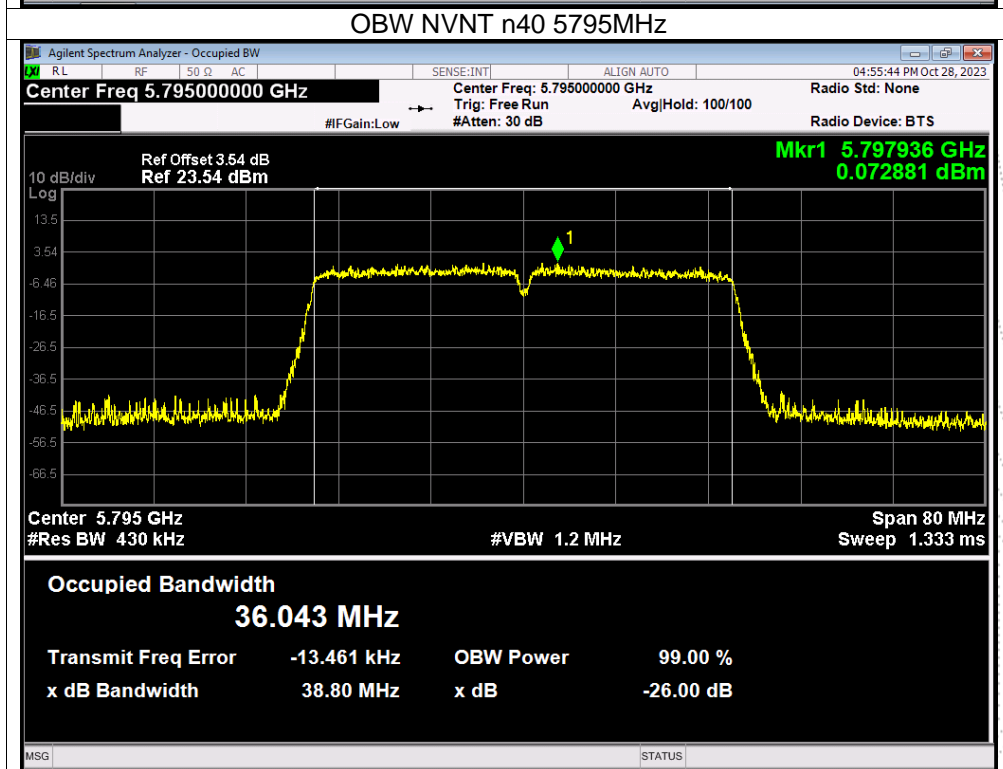 OBW NVNT n40 5795MHz
Agilent Spectrum Analyzer - Occupied BW
LXI RL RF 50 Ω AC SENSE:INT ALIGN AUTO 04:55:44 PM Oct 28, 2023
Center Freq 5.795000000 GHz Center Freq: 5.795000000 GHz Radio Std: None
Trig: Free Run Avg|Hold: 100/100
#IFGain:Low #Atten: 30 dB Radio Device: BTS
Mkr1 5.797936 GHz
0.072881 dBm
Ref Offset 3.54 dB
10 dB/div Ref 23.54 dBm
Log
13.5
3.54
-6.46
-16.5
-26.5
-36.5
-46.5
-56.5
-66.5
1
Center 5.795 GHz Span 80 MHz
#Res BW 430 kHz #VBW 1.2 MHz Sweep 1.333 ms
Occupied Bandwidth
36.043 MHz
Transmit Freq Error -13.461 kHz OBW Power 99.00 %
x dB Bandwidth 38.80 MHz x dB -26.00 dB
MSG STATUS